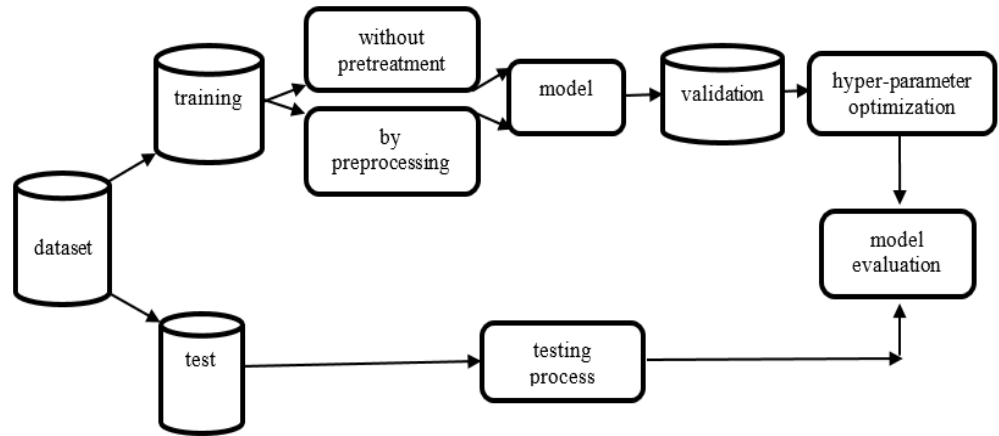 without
pretreatment
training
model
validation
hyper-parameter
optimization
by
preprocessing
dataset
model
evaluation
test
testing
process